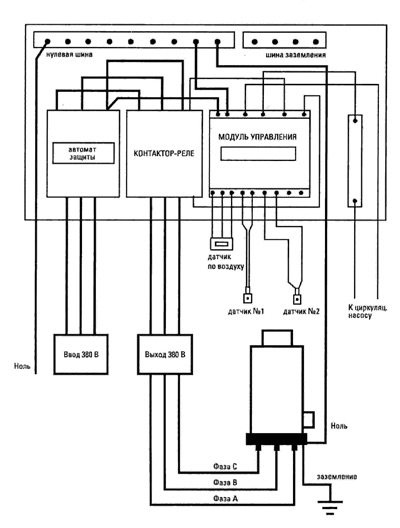 нулевая шина
шина заземления
автомат
защиты
КОНТАКТОР-РЕЛЕ
МОДУЛЬ УПРАВЛЕНИЯ
датчик
по воздуху
датчик №1
датчик №2
К циркуляц.
насосу
Ноль
Ввод 380 В
Выход 380 В
Ноль
Фаза С
Фаза В
Фаза А
заземление